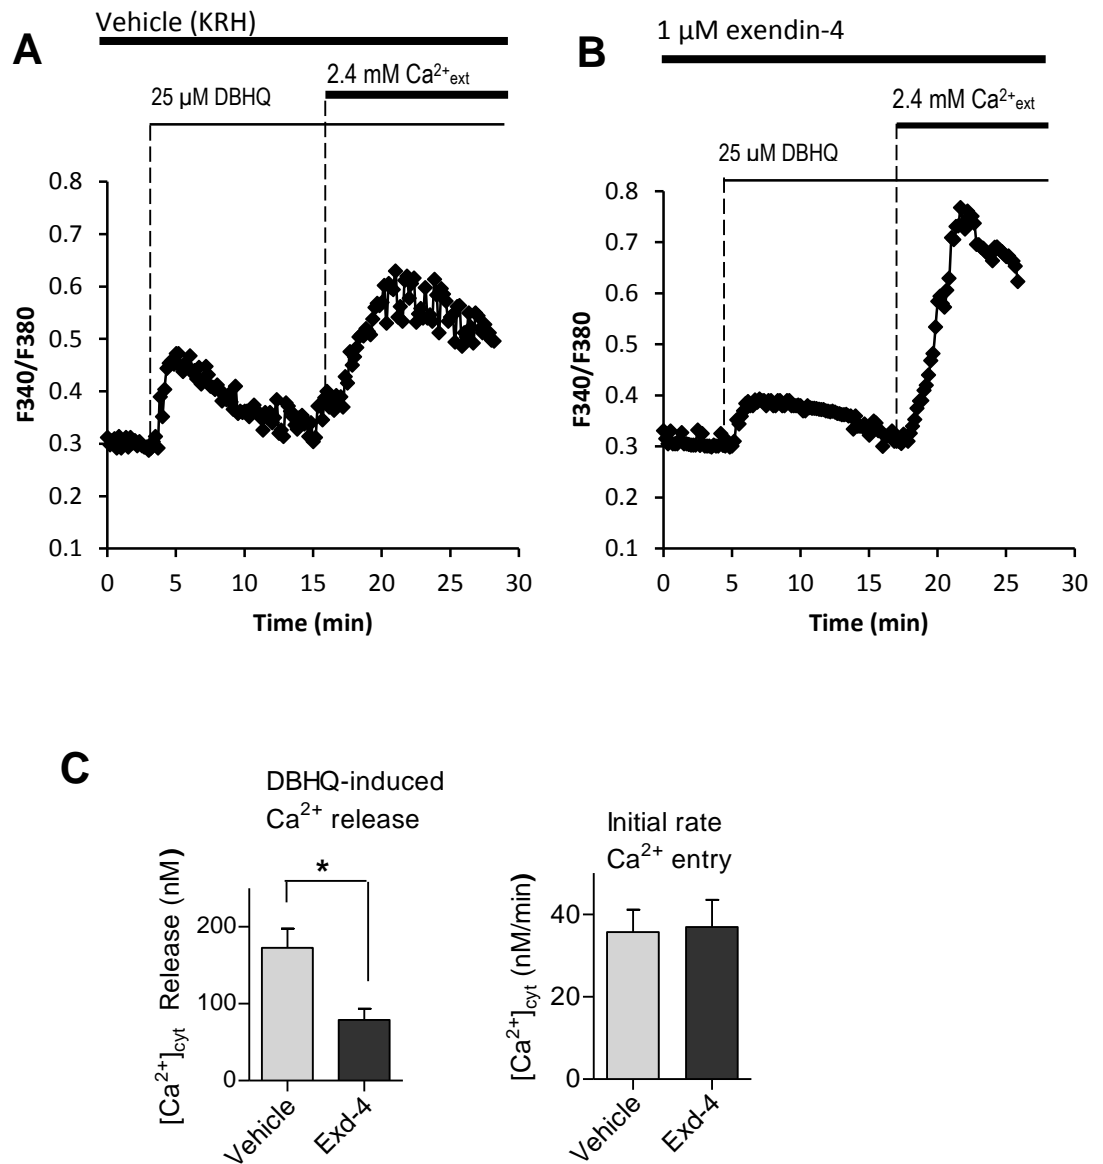 A
Vehicle (KRH)
2.4 mM Ca²⁺ext
25 µM DBHQ
0.8
0.7
0.6
0.5
0.4
0.3
0.2
0.1
F340/F380
0 5 10 15 20 25 30
Time (min)
B
1 µM exendin-4
2.4 mM Ca²⁺ext
25 µM DBHQ
0.8
0.7
0.6
0.5
0.4
0.3
0.2
0.1
F340/F380
0 5 10 15 20 25 30
Time (min)
C
DBHQ-induced
Ca²⁺ release
*
[Ca²⁺]cyt Release (nM)
200
100
0
Vehicle
Exd-4
Initial rate
Ca²⁺ entry
[Ca²⁺]cyt (nM/min)
40
20
0
Vehicle
Exd-4